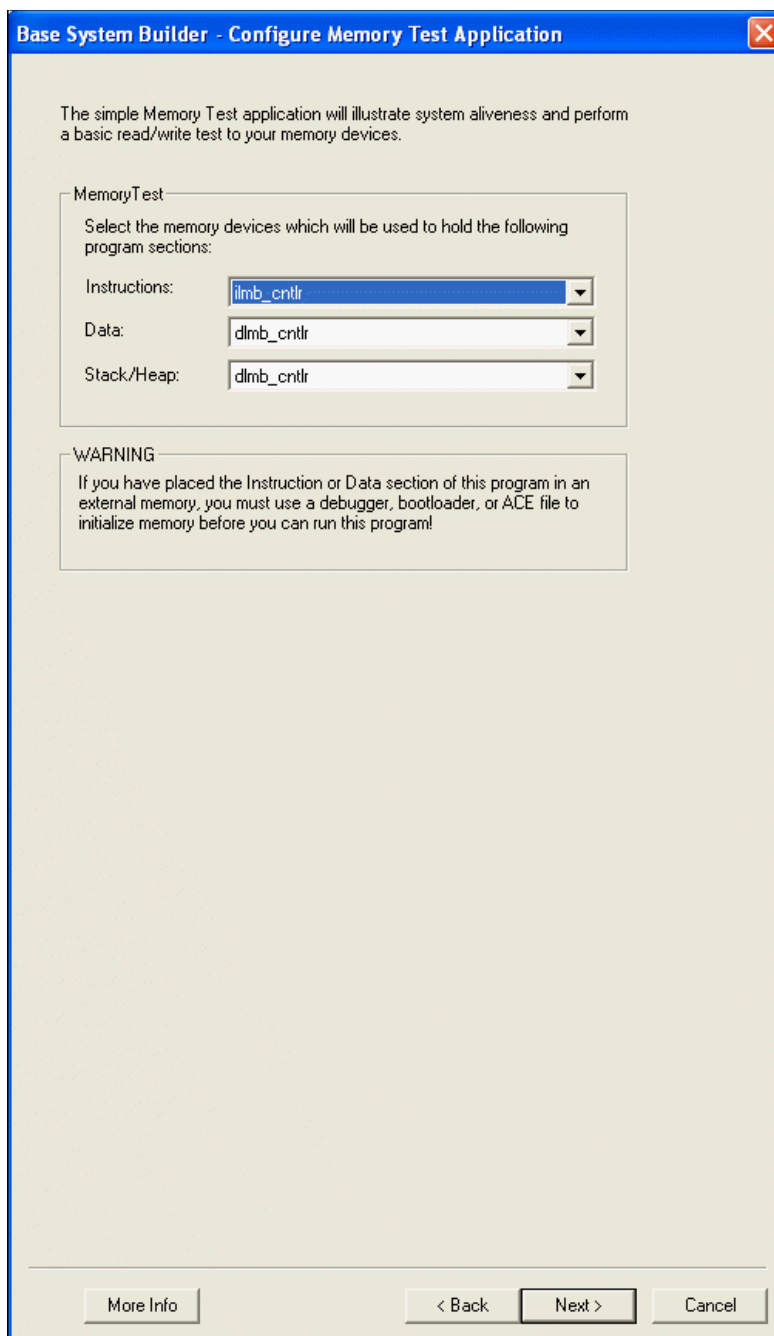 Base System Builder - Configure Memory Test Application
The simple Memory Test application will illustrate system aliveness and perform
a basic read/write test to your memory devices.
MemoryTest
Select the memory devices which will be used to hold the following
program sections:
Instructions:
ilmb_cntlr
Data:
dlmb_cntlr
Stack/Heap:
dlmb_cntlr
WARNING
If you have placed the Instruction or Data section of this program in an
external memory, you must use a debugger, bootloader, or ACE file to
initialize memory before you can run this program!
More Info
< Back
Next >
Cancel